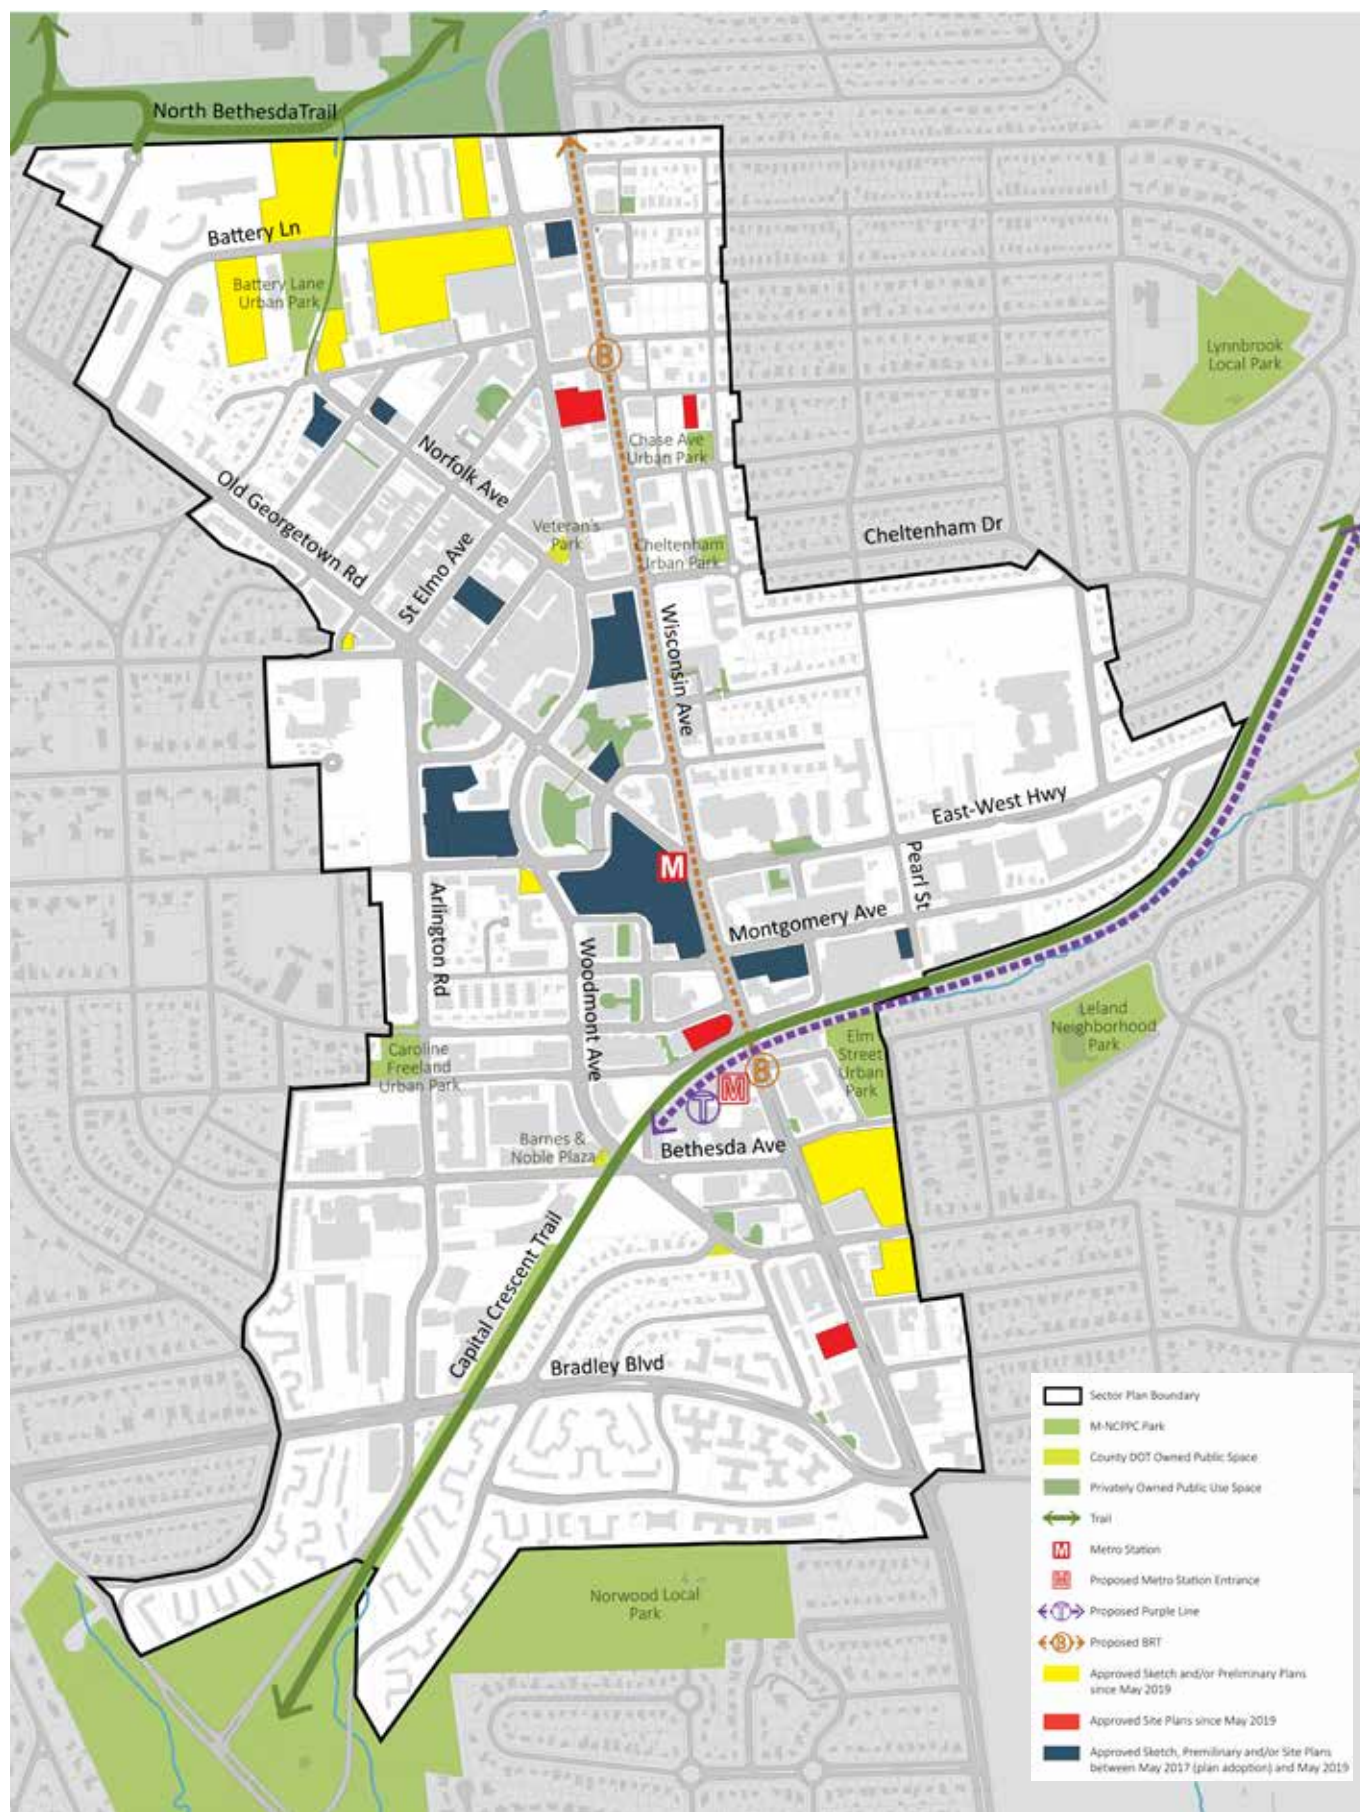 North BethesdaTrail
Battery Ln
Battery Lane
Urban Park
B
Lynnbrook
Local Park
Chase Ave
Urban Park
Norfolk Ave
Old Georgetown Rd
Veteran's
Park
Cheltenham Dr
Cheltenham
Urban Park
St Elmo Ave
Wisconsin Ave
East-West Hwy
M
Pearl St
Arlington Rd
Montgomery Ave
Woodmont Ave
Leland
Neighborhood
Park
Elm
Street
Urban
Park
Caroline
Freeland
Urban Park
B
M
T
Barnes &
Noble Plaza
Bethesda Ave
Capital Crescent Trail
Bradley Blvd
Norwood Local
Park
Sector Plan Boundary
M-NCPPC Park
County DOT Owned Public Space
Privately Owned Public Use Space
Trail
M Metro Station
M Proposed Metro Station Entrance
T Proposed Purple Line
B Proposed BRT
Approved Sketch and/or Preliminary Plans
since May 2019
Approved Site Plans since May 2019
Approved Sketch, Premilinary and/or Site Plans
between May 2017 (plan adoption) and May 2019